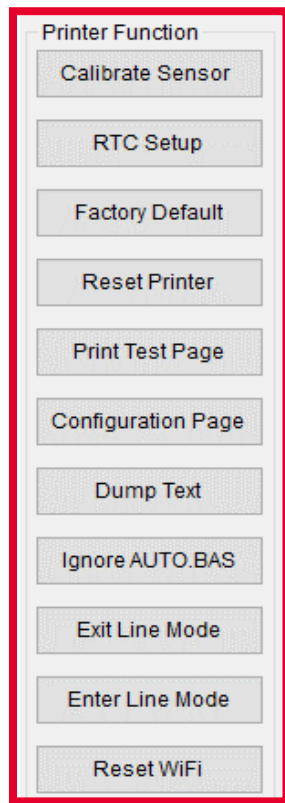 Printer Function
Calibrate Sensor
RTC Setup
Factory Default
Reset Printer
Print Test Page
Configuration Page
Dump Text
Ignore AUTO.BAS
Exit Line Mode
Enter Line Mode
Reset WiFi